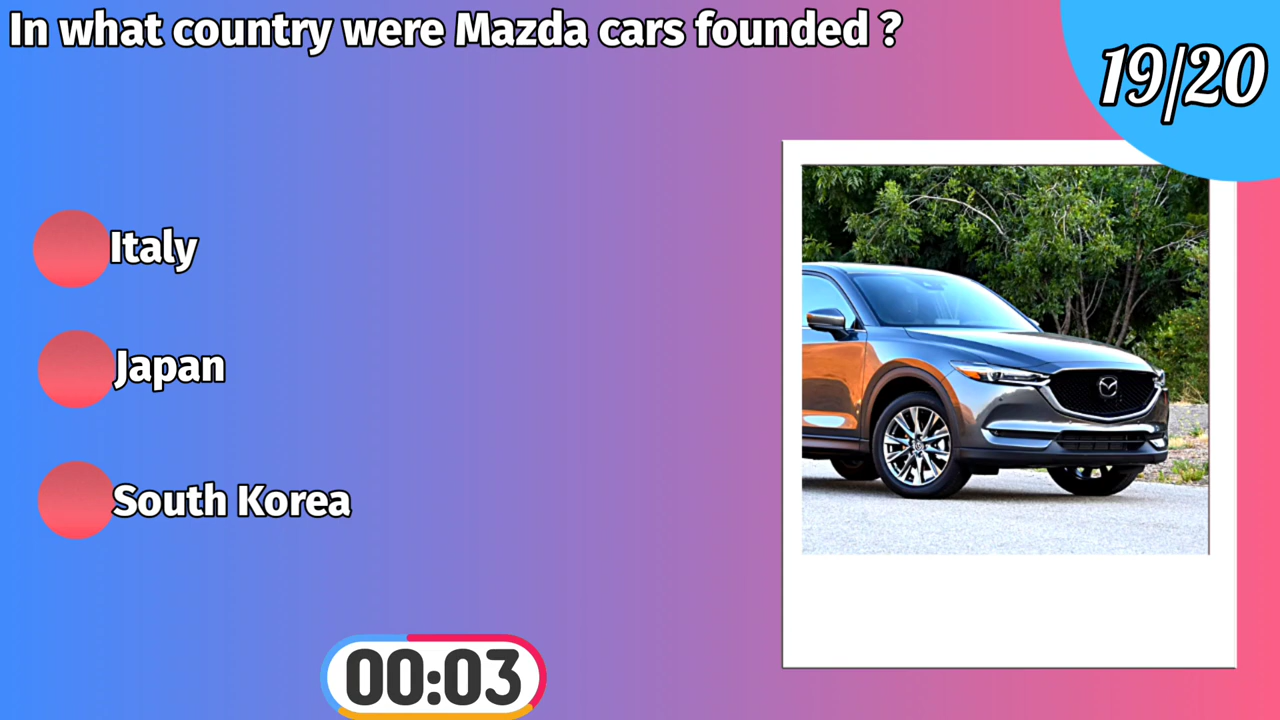 In what country were Mazda cars founded ?
19/20
Italy
Japan
South Korea
00:03